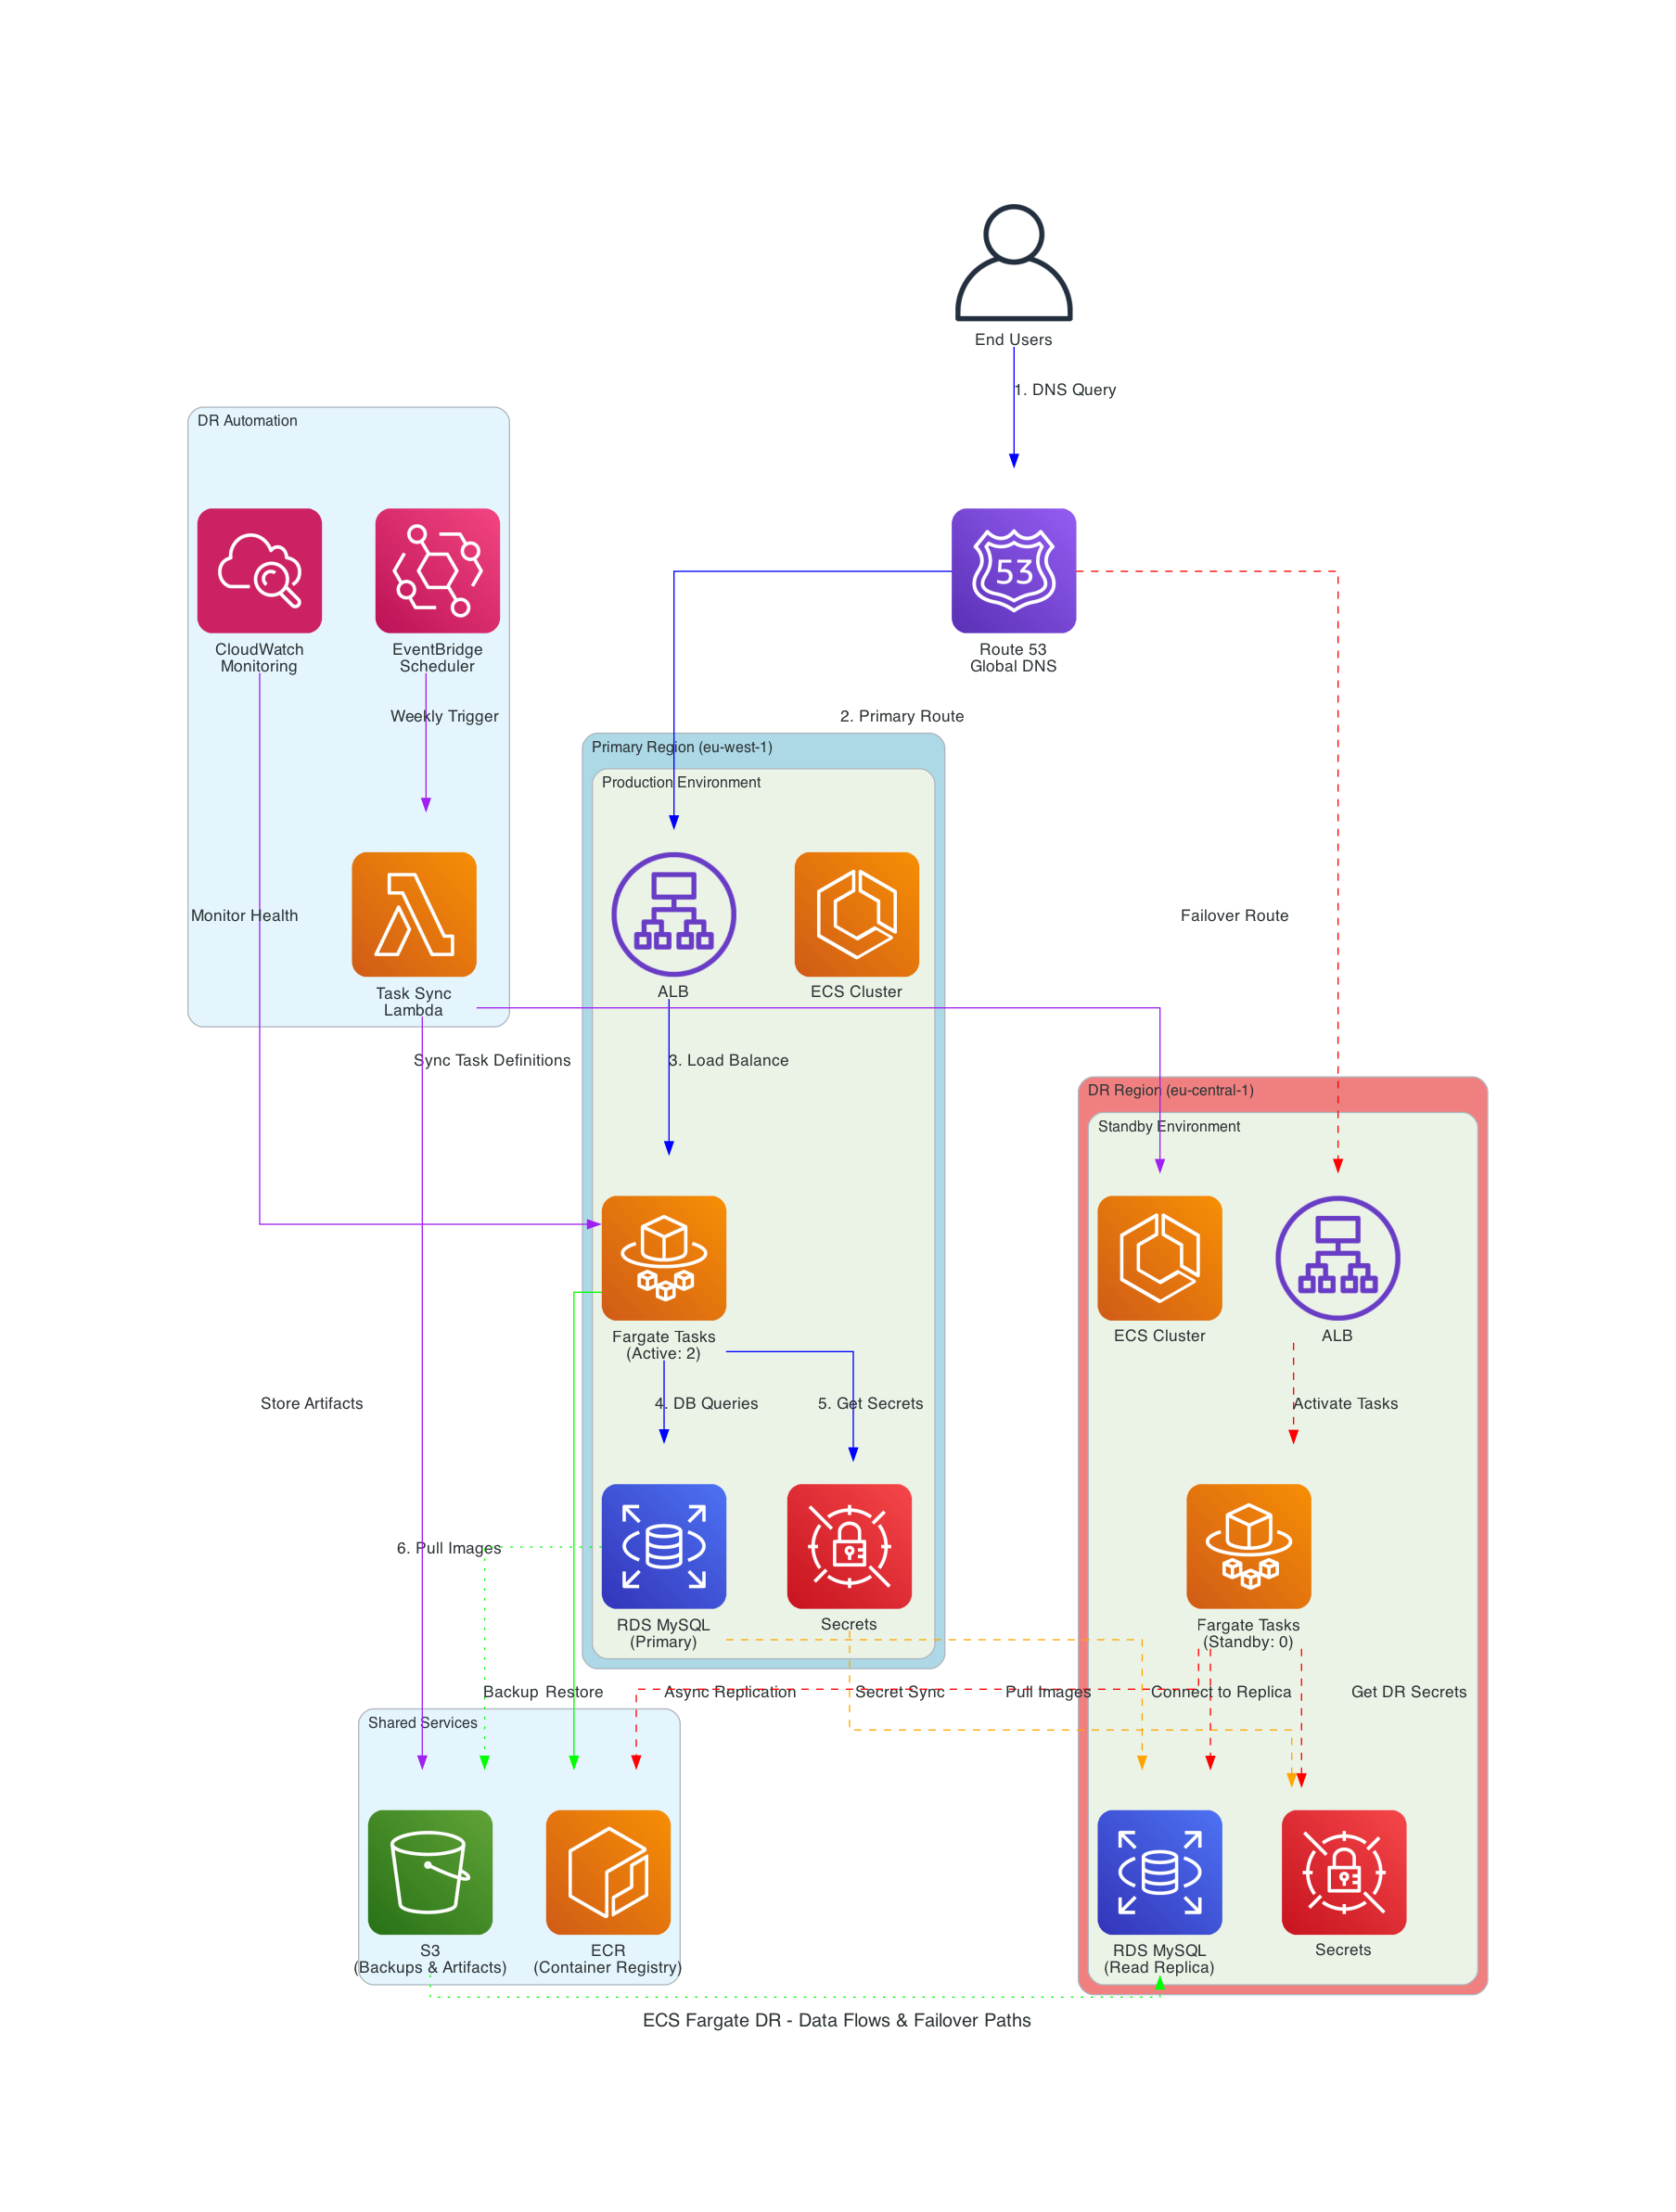 End Users
1. DNS Query
DR Automation
CloudWatch
Monitoring
EventBridge
Scheduler
53
Route 53
Global DNS
Weekly Trigger
2. Primary Route
Primary Region (eu-west-1)
Production Environment
Monitor Health
Failover Route
Task Sync
Lambda
ALB
ECS Cluster
Sync Task Definitions
3. Load Balance
DR Region (eu-central-1)
Standby Environment
Fargate Tasks
(Active: 2)
ECS Cluster
ALB
Store Artifacts
4. DB Queries
5. Get Secrets
Activate Tasks
6. Pull Images
RDS MySQL
(Primary)
Secrets
Fargate Tasks
(Standby: 0)
Backup
Restore
Async Replication
Secret Sync
Pull Images
Connect to Replica
Get DR Secrets
Shared Services
S3
(Backups & Artifacts)
ECR
(Container Registry)
RDS MySQL
(Read Replica)
Secrets
ECS Fargate DR - Data Flows & Failover Paths